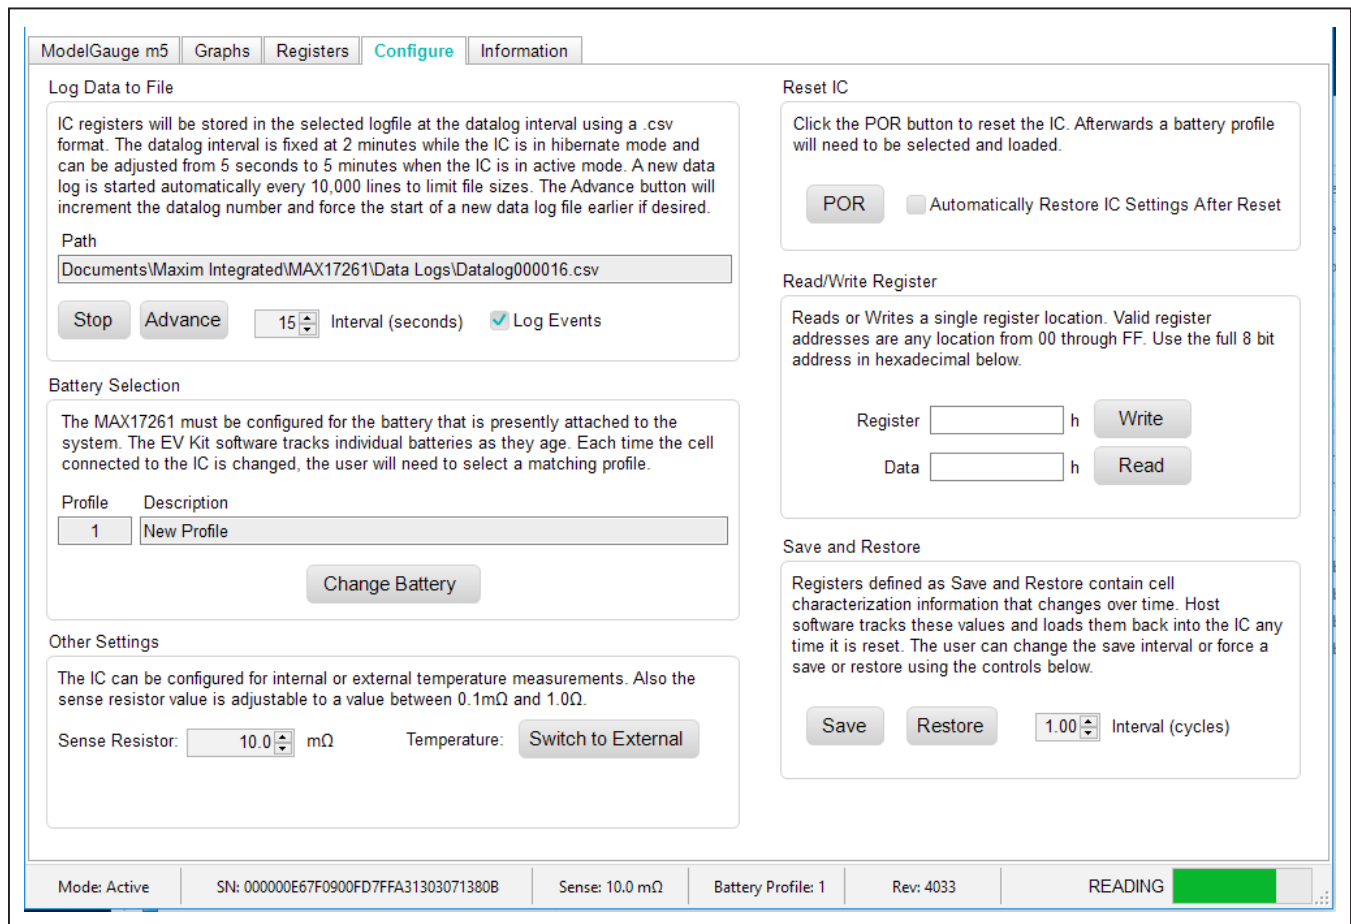 ModelGauge m5
Graphs
Registers
Configure
Information
Log Data to File
IC registers will be stored in the selected logfile at the datalog interval using a .csv
format. The datalog interval is fixed at 2 minutes while the IC is in hibernate mode and
can be adjusted from 5 seconds to 5 minutes when the IC is in active mode. A new data
log is started automatically every 10,000 lines to limit file sizes. The Advance button will
increment the datalog number and force the start of a new data log file earlier if desired.
Path
Documents\Maxim Integrated\MAX17261\Data Logs\Datalog000016.csv
Stop
Advance
15
Interval (seconds)
Log Events
Battery Selection
The MAX17261 must be configured for the battery that is presently attached to the
system. The EV Kit software tracks individual batteries as they age. Each time the cell
connected to the IC is changed, the user will need to select a matching profile.
Profile
Description
1
New Profile
Change Battery
Other Settings
The IC can be configured for internal or external temperature measurements. Also the
sense resistor value is adjustable to a value between 0.1mΩ and 1.0Ω.
Sense Resistor:
10.0
mΩ
Temperature:
Switch to External
Reset IC
Click the POR button to reset the IC. Afterwards a battery profile
will need to be selected and loaded.
POR
Automatically Restore IC Settings After Reset
Read/Write Register
Reads or Writes a single register location. Valid register
addresses are any location from 00 through FF. Use the full 8 bit
address in hexadecimal below.
Register
h
Write
Data
h
Read
Save and Restore
Registers defined as Save and Restore contain cell
characterization information that changes over time. Host
software tracks these values and loads them back into the IC any
time it is reset. The user can change the save interval or force a
save or restore using the controls below.
Save
Restore
1.00
Interval (cycles)
Mode: Active
SN: 000000E67F0900FD7FFA31303071380B
Sense: 10.0 mΩ
Battery Profile: 1
Rev: 4033
READING